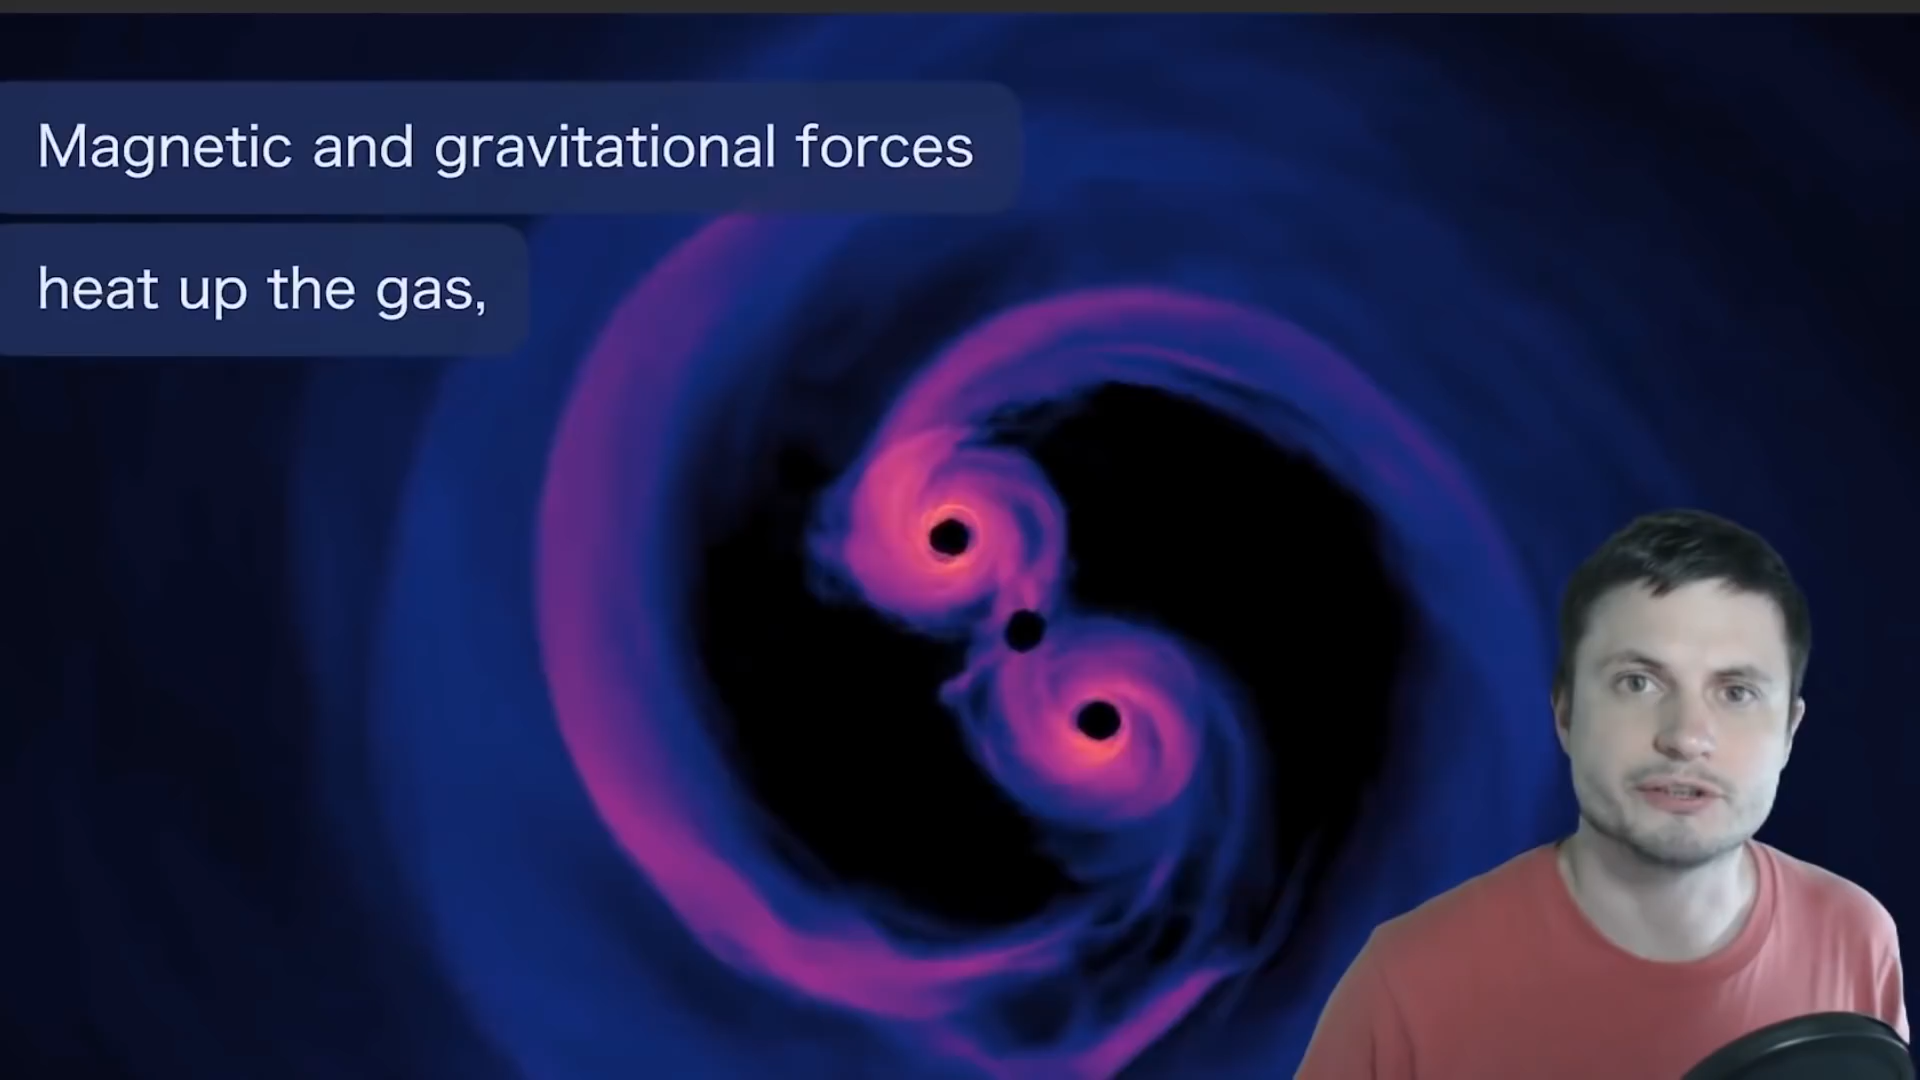 Magnetic and gravitational forces
heat up the gas,